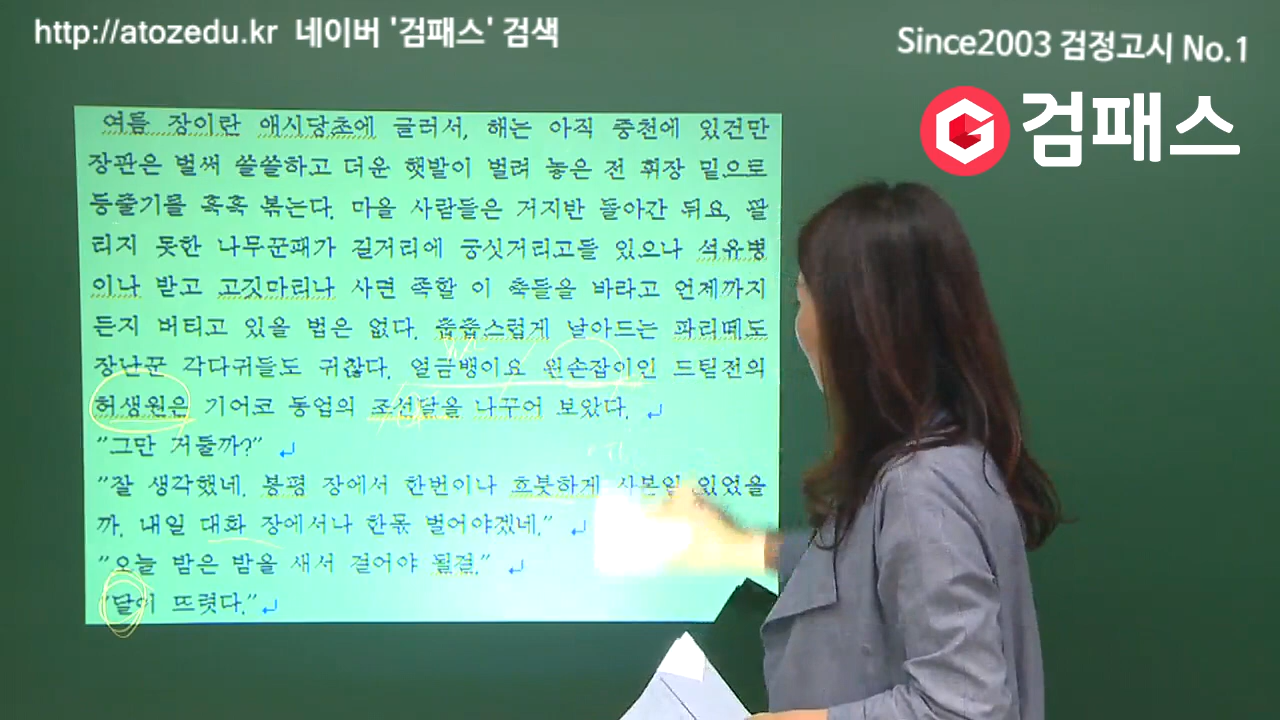 http://atozedu.kr 네이버 '검패스' 검색
Since2003 검정고시 No.1
검패스
여름 장이란 애시당초에 글러서, 해는 아직 중천에 있건만
장판은 벌써 쓸쓸하고 더운 햇발이 벌려 놓은 전 휘장 밑으로
등줄기를 훅훅 볶는다. 마을 사람들은 거지반 돌아간 뒤요, 팔
리지 못한 나무꾼패가 길거리에 궁싯거리고들 있으나 석유병
이나 받고 고깃마리나 사면 족할 이 축들을 바라고 언제까지
든지 버티고 있을 법은 없다. 춥춥스럽게 날아드는 파리떼도
장난꾼 각다귀들도 귀찮다. 얼금뱅이요 왼손잡이인 드팀전의
허생원은 기어코 동업의 조선달을 나꾸어 보았다.
"그만 거둘까?"
"잘 생각했네. 봉평 장에서 한번이나 흐붓하게 사본일 있었을
까. 내일 대화 장에서나 한몫 벌어야겠네."
"오늘 밤은 밤을 새서 걸어야 될걸."
"달이 뜨렷다."